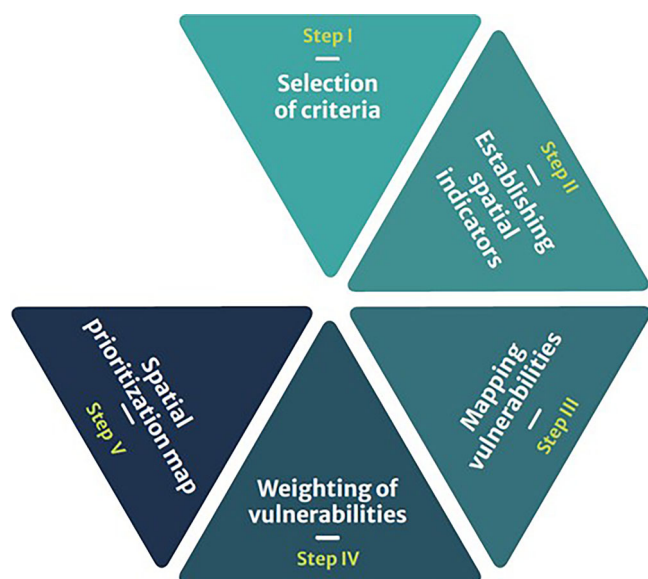 Step I
Selection
of criteria
Step II
Establishing
spatial
indicators
Mapping
vulnerabilities
Step III
Weighting of
vulnerabilities
Step IV
Spatial
prioritization map
Step V